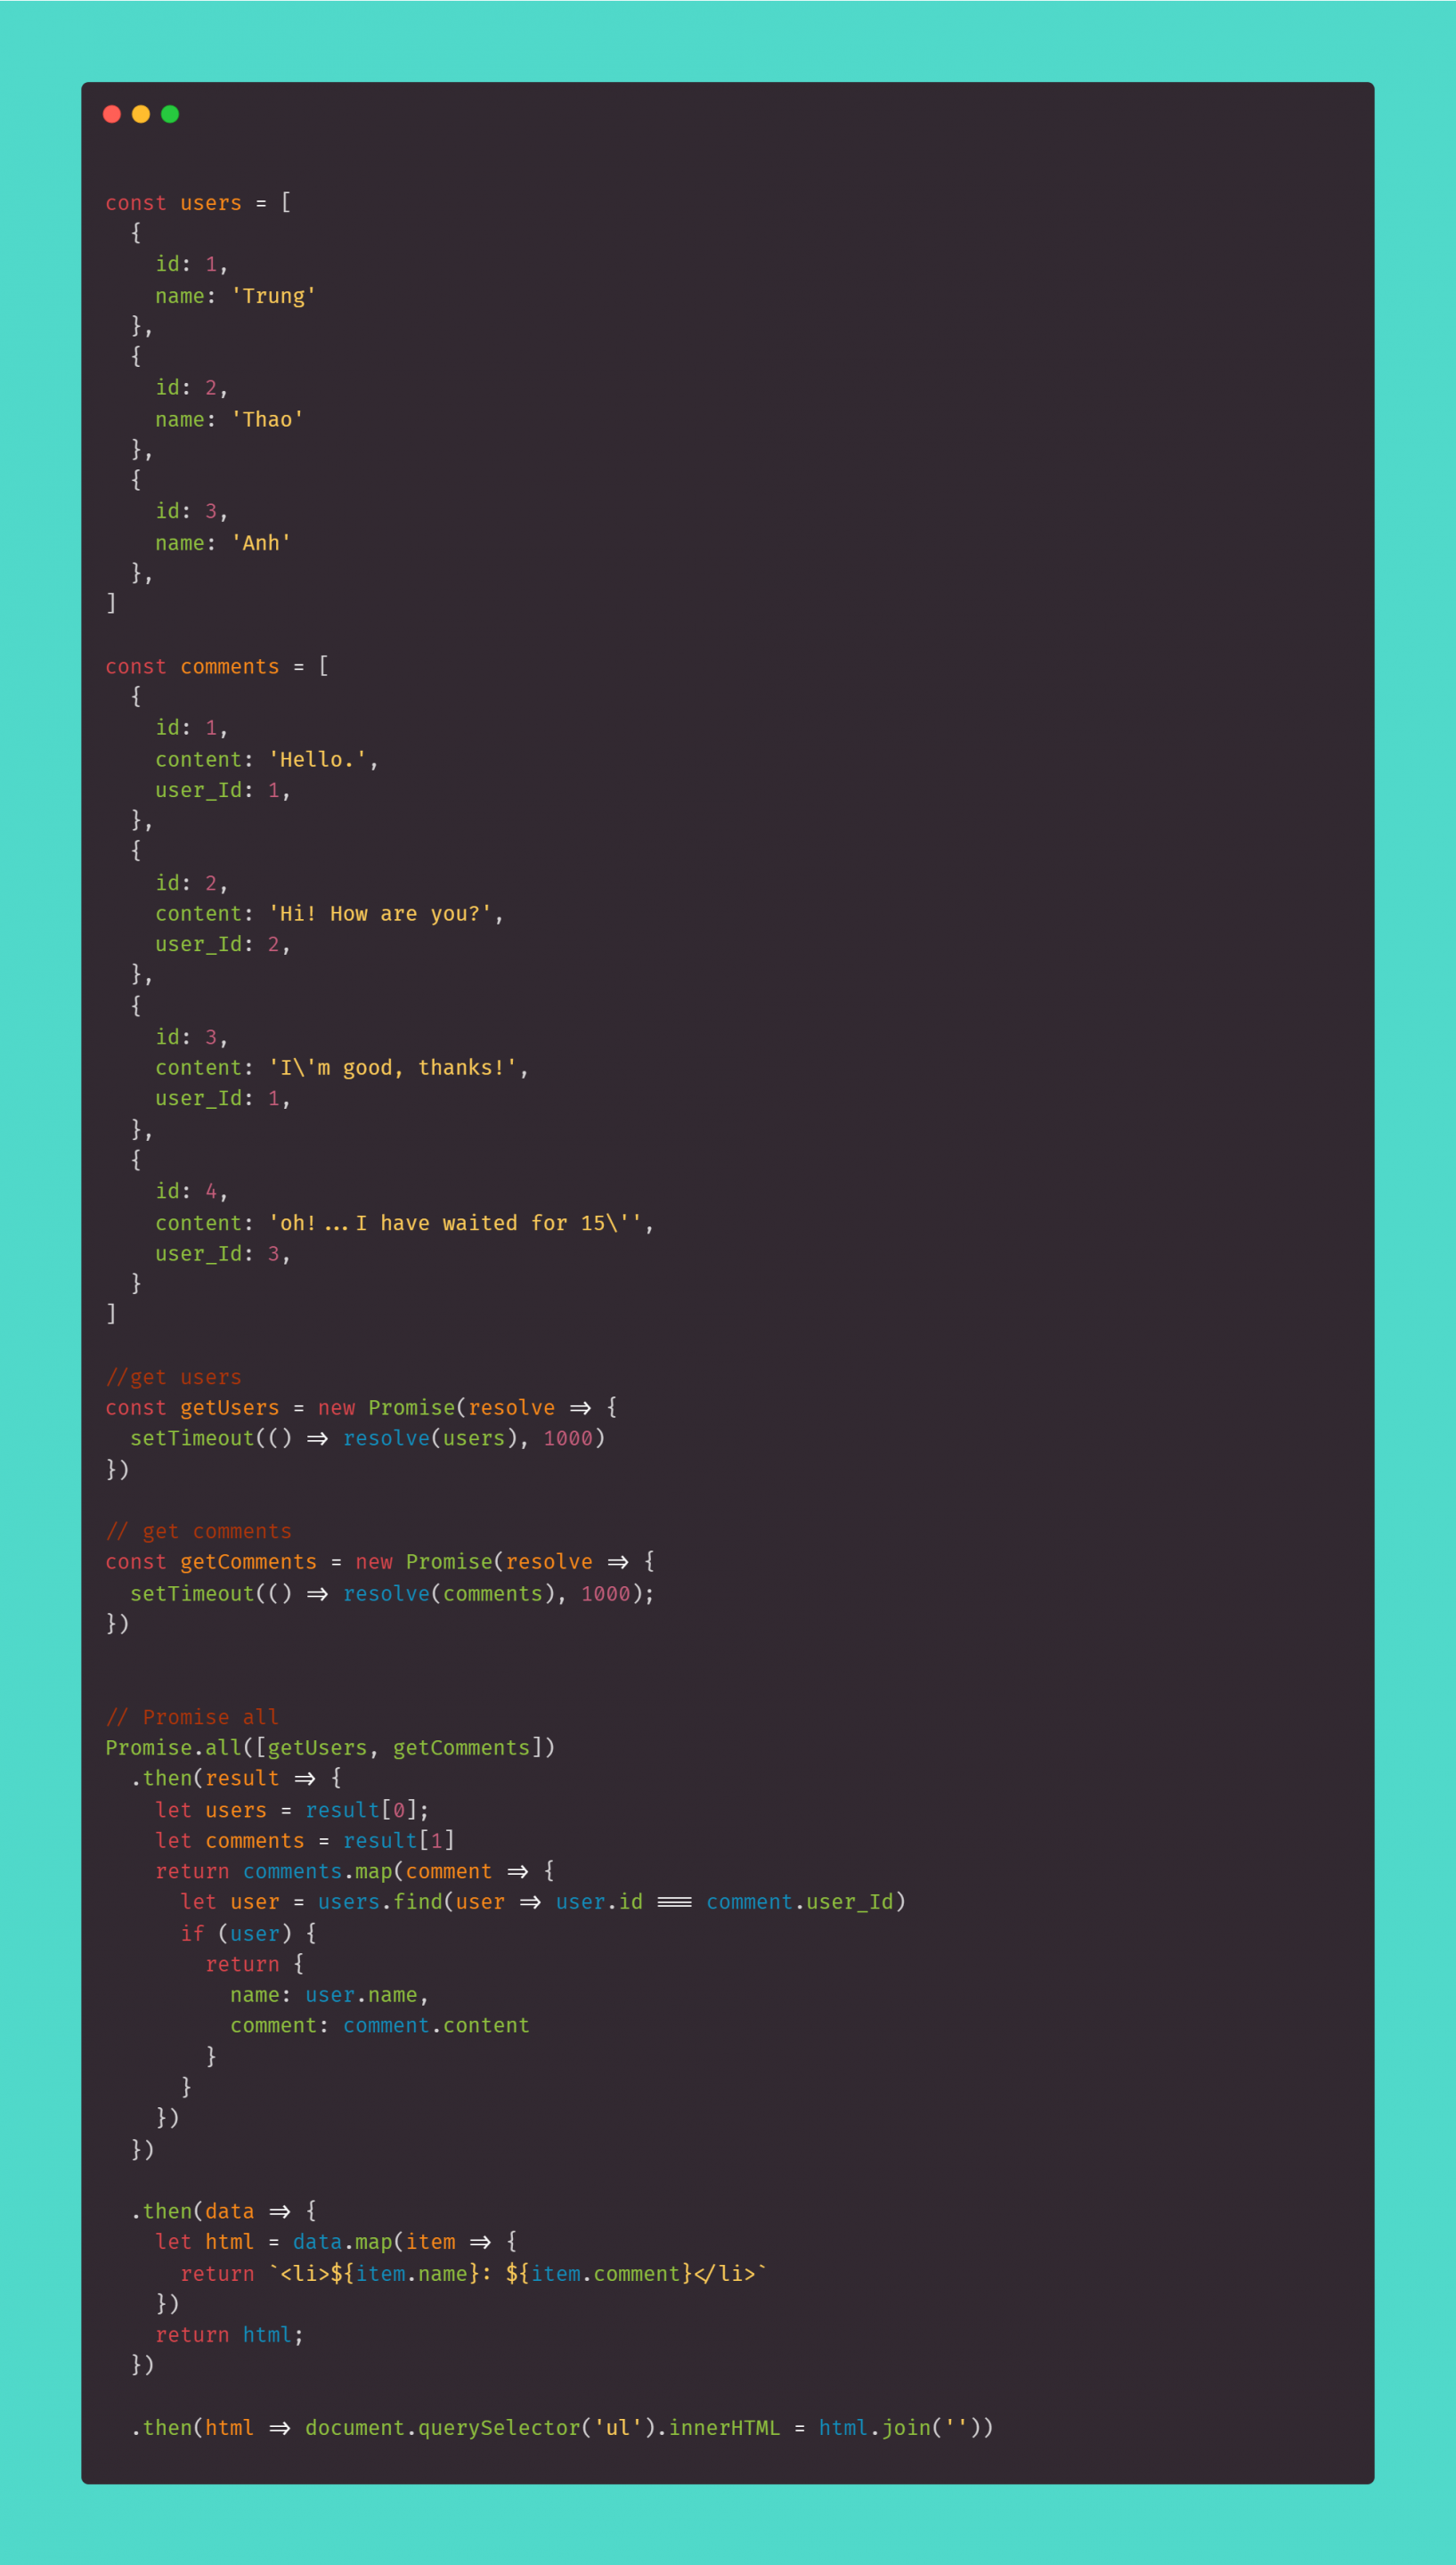 const users = [
  {
    id: 1,
    name: 'Trung'
  },
  {
    id: 2,
    name: 'Thao'
  },
  {
    id: 3,
    name: 'Anh'
  },
]

const comments = [
  {
    id: 1,
    content: 'Hello.',
    user_Id: 1,
  },
  {
    id: 2,
    content: 'Hi! How are you?',
    user_Id: 2,
  },
  {
    id: 3,
    content: 'I\'m good, thanks!',
    user_Id: 1,
  },
  {
    id: 4,
    content: 'oh!...I have waited for 15\'',
    user_Id: 3,
  }
]

//get users
const getUsers = new Promise(resolve => {
  setTimeout(() => resolve(users), 1000)
})

// get comments
const getComments = new Promise(resolve => {
  setTimeout(() => resolve(comments), 1000);
})


// Promise all
Promise.all([getUsers, getComments])
  .then(result => {
    let users = result[0];
    let comments = result[1]
    return comments.map(comment => {
      let user = users.find(user => user.id === comment.user_Id)
      if (user) {
        return {
          name: user.name,
          comment: comment.content
        }
      }
    })
  })

  .then(data => {
    let html = data.map(item => {
      return `<li>${item.name}: ${item.comment}</li>`
    })
    return html;
  })

  .then(html => document.querySelector('ul').innerHTML = html.join(''))